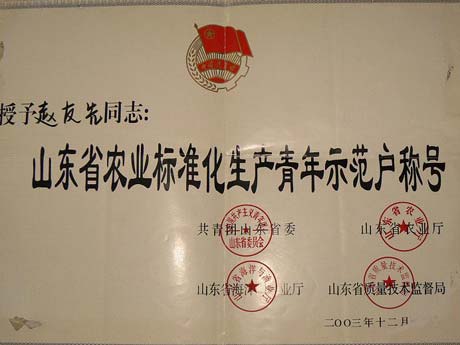 授予赵友先同志:
山东省农业标准化生产青年示范户称号
共青团山东省委 山东省农业厅
山东省海洋与渔业厅 山东省质量技术监督局
二〇〇三年十二月